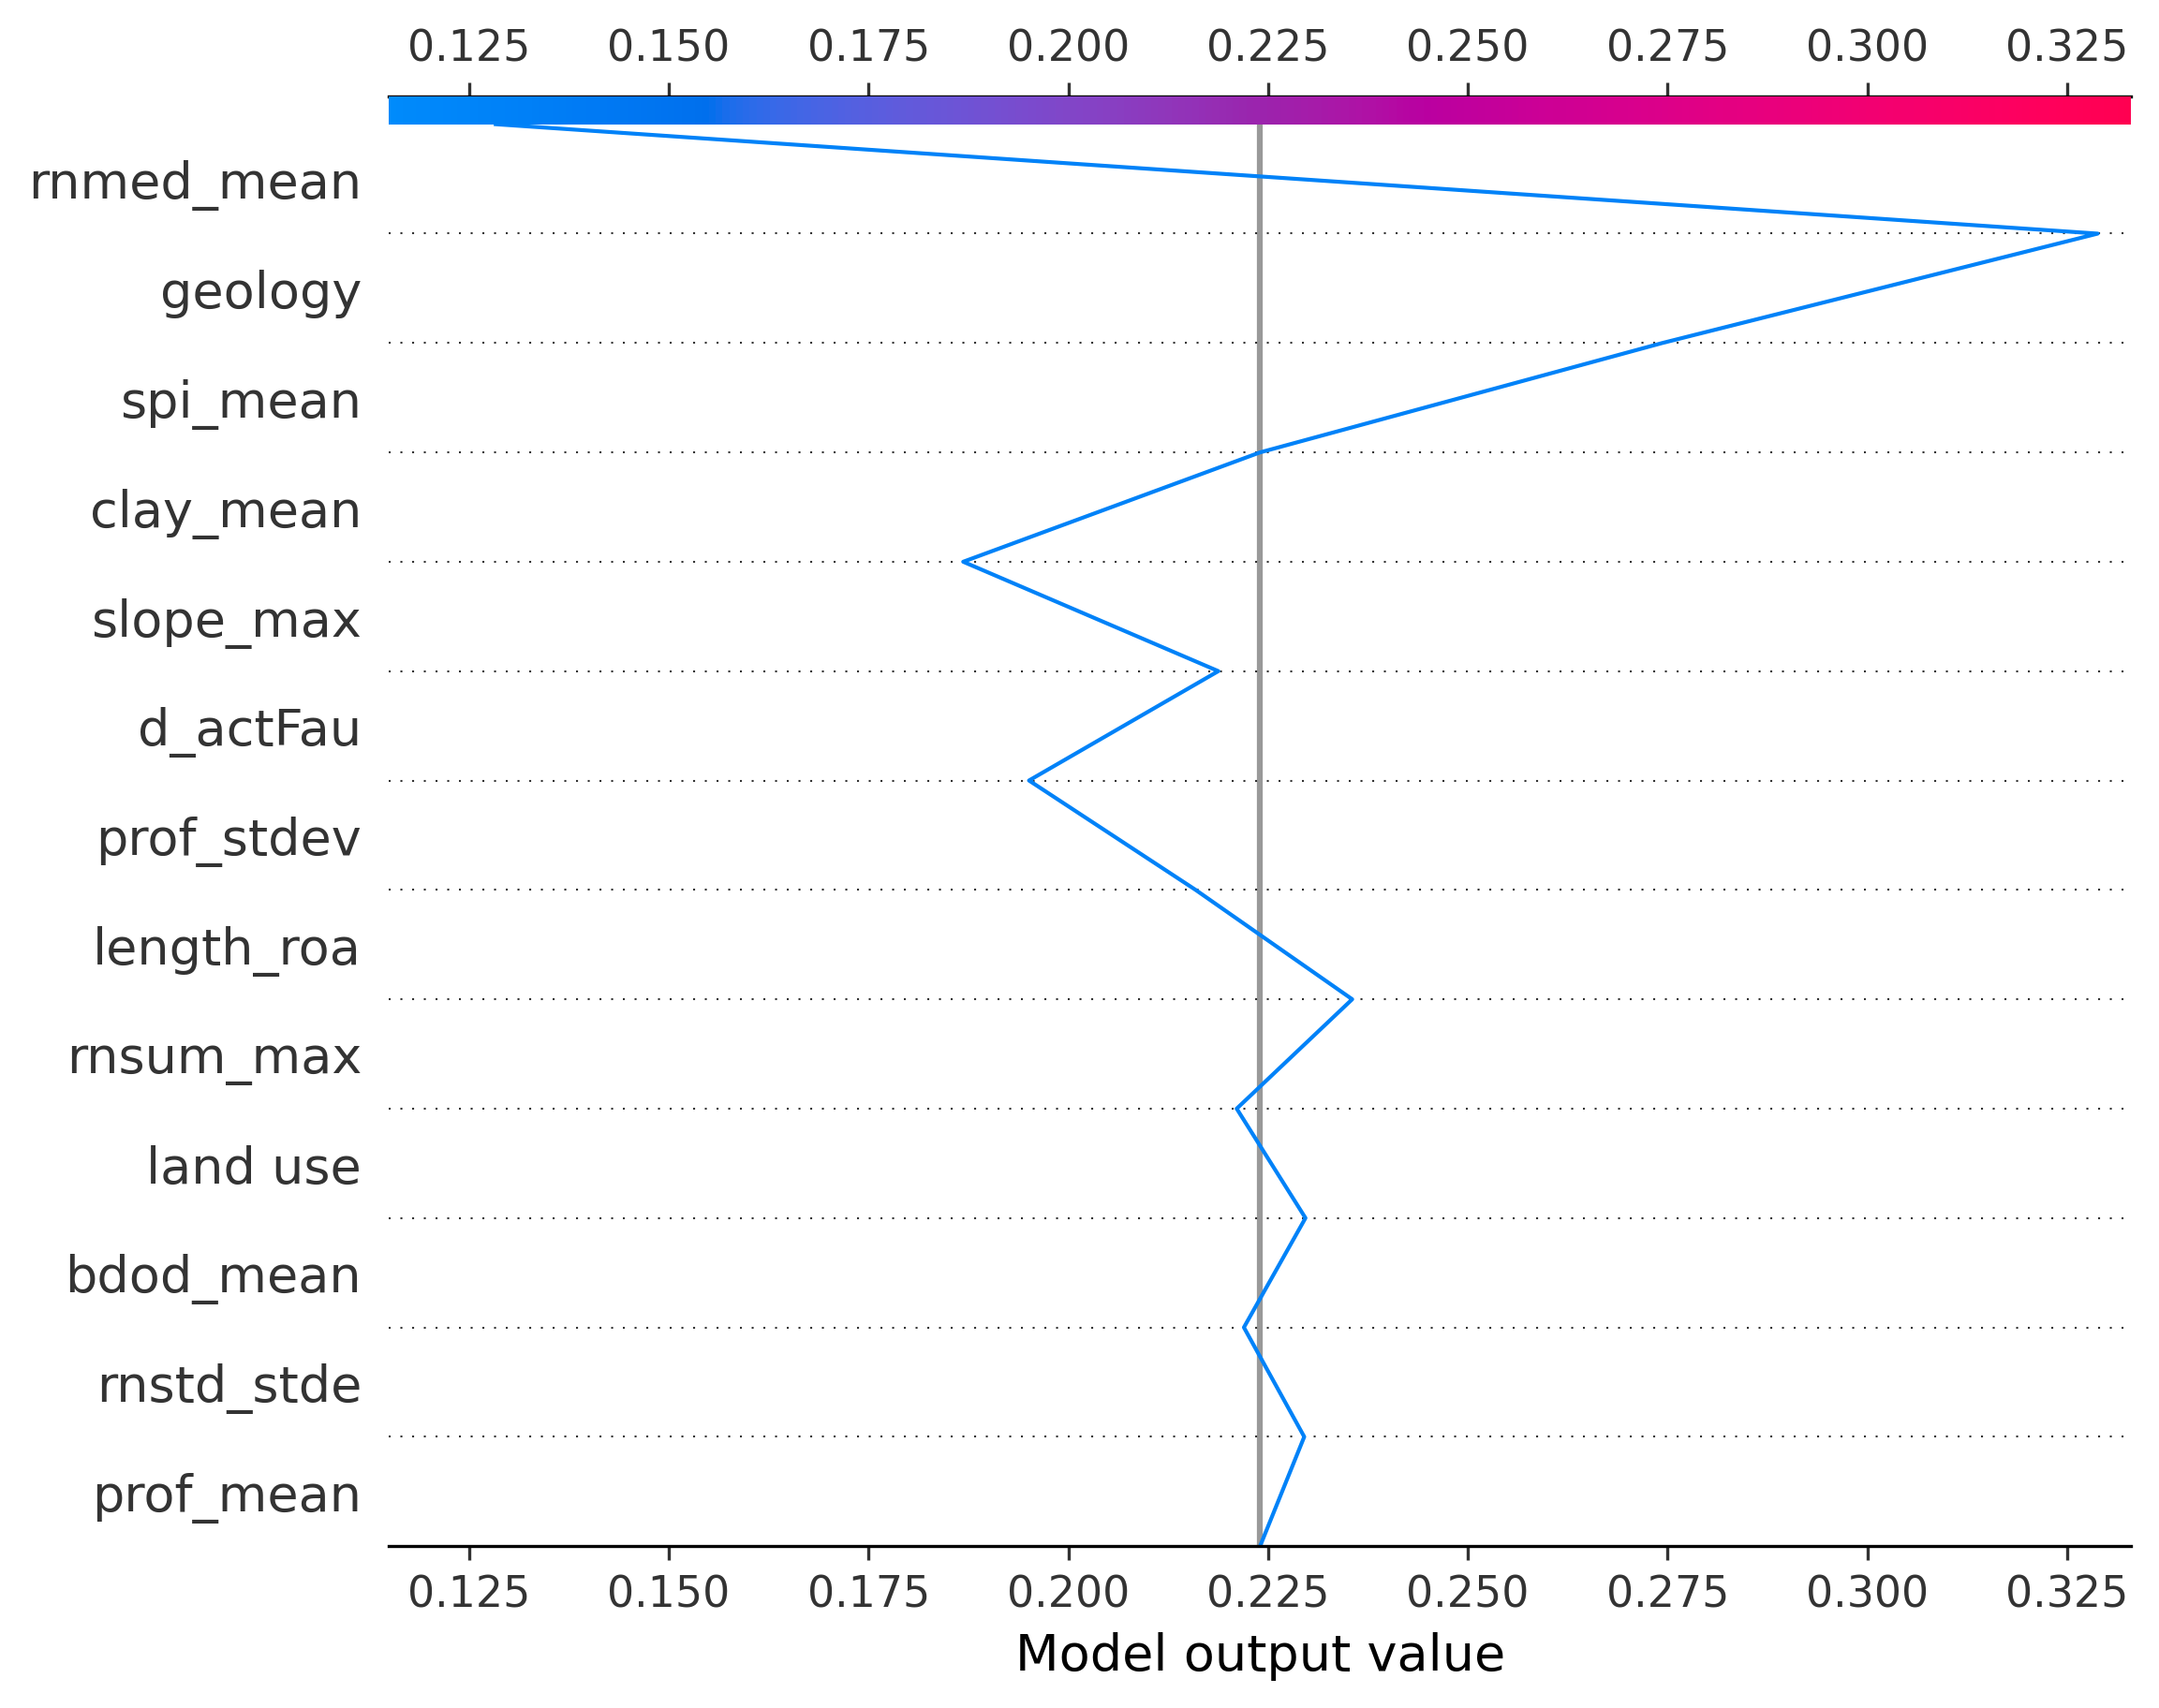 0.125 0.150 0.175 0.200 0.225 0.250 0.275 0.300 0.325
rnmed_mean
geology
spi_mean
clay_mean
slope_max
d_actFau
prof_stdev
length_roa
rnsum_max
land use
bdod_mean
rnstd_stde
prof_mean
0.125 0.150 0.175 0.200 0.225 0.250 0.275 0.300 0.325
Model output value